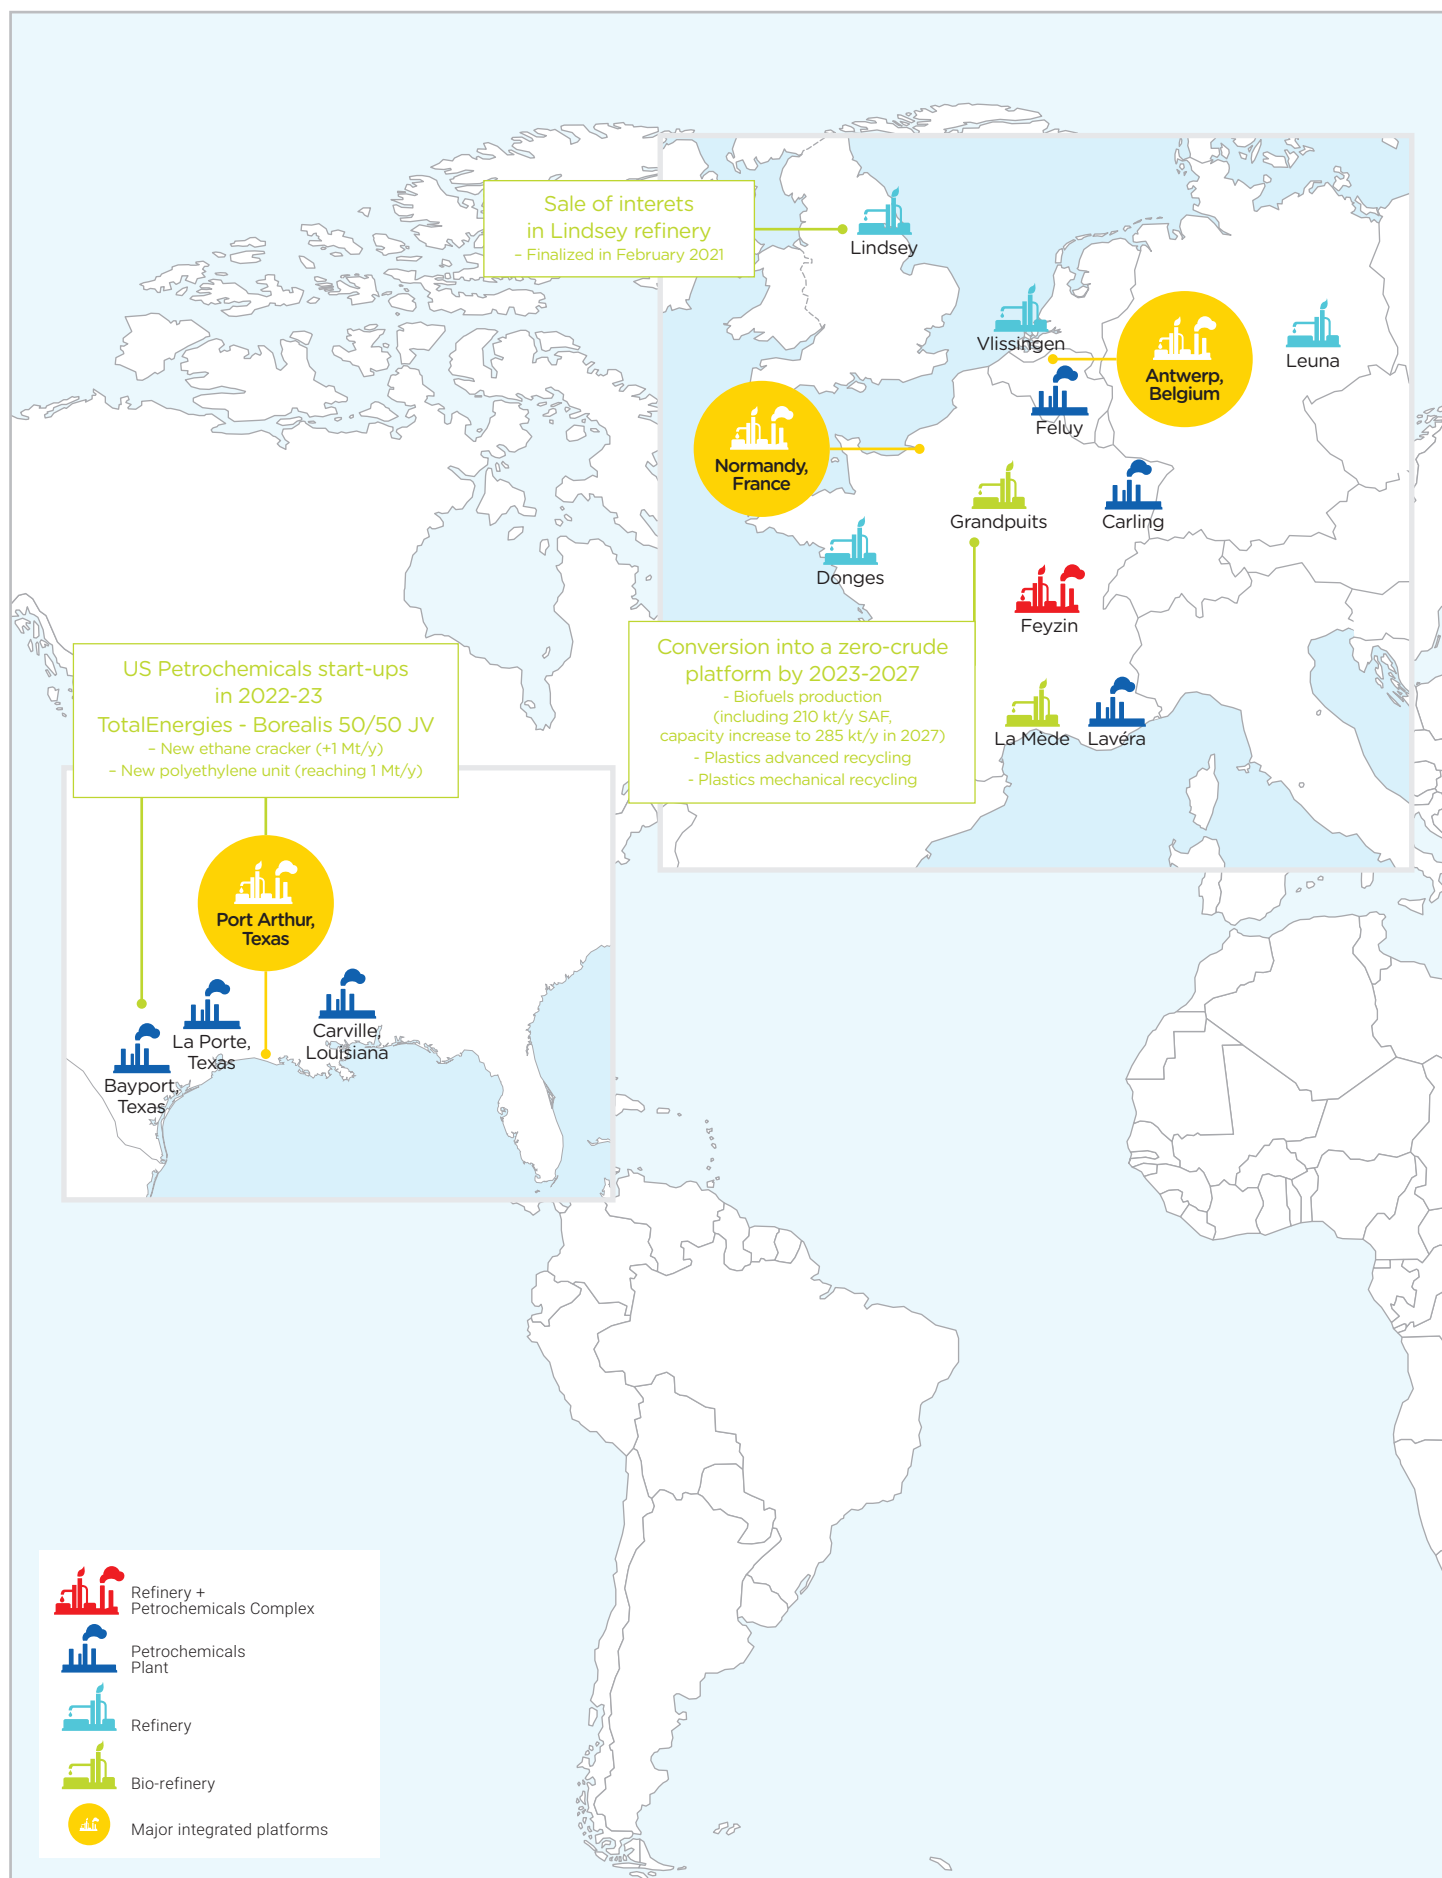 Sale of interets
in Lindsey refinery
– Finalized in February 2021
Lindsey
Vlissingen
Antwerp,
Belgium
Leuna
Feluy
Normandy,
France
Grandpuits
Carling
Donges
Feyzin
Conversion into a zero-crude
platform by 2023-2027
- Biofuels production
(including 210 kt/y SAF,
capacity increase to 285 kt/y in 2027)
- Plastics advanced recycling
- Plastics mechanical recycling
La Mède
Lavéra
US Petrochemicals start-ups
in 2022-23
TotalEnergies - Borealis 50/50 JV
– New ethane cracker (+1 Mt/y)
– New polyethylene unit (reaching 1 Mt/y)
Port Arthur,
Texas
La Porte,
Texas
Carville,
Louisiana
Bayport,
Texas
Refinery +
Petrochemicals Complex
Petrochemicals
Plant
Refinery
Bio-refinery
Major integrated platforms